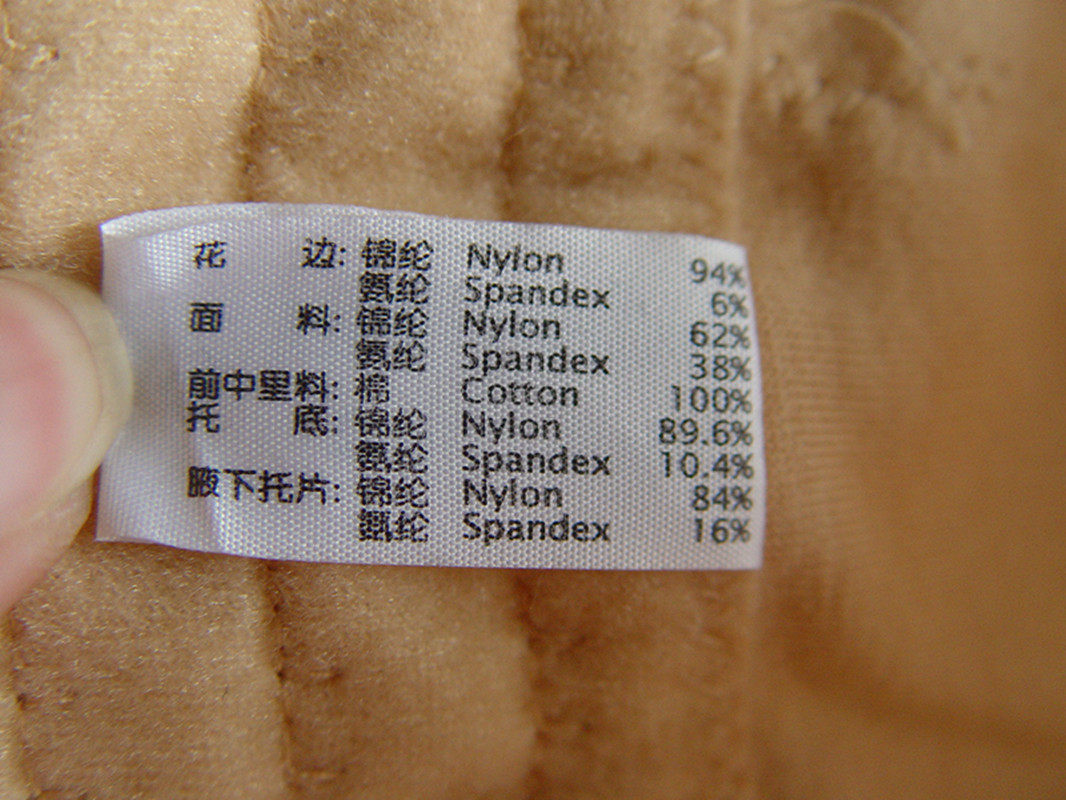 花 边: 锦纶 Nylon 94%
氨纶 Spandex 6%
面 料: 锦纶 Nylon 62%
氨纶 Spandex 38%
前中里料: 棉 Cotton 100%
托 底: 锦纶 Nylon 89.6%
氨纶 Spandex 10.4%
腋下托片: 锦纶 Nylon 84%
氨纶 Spandex 16%